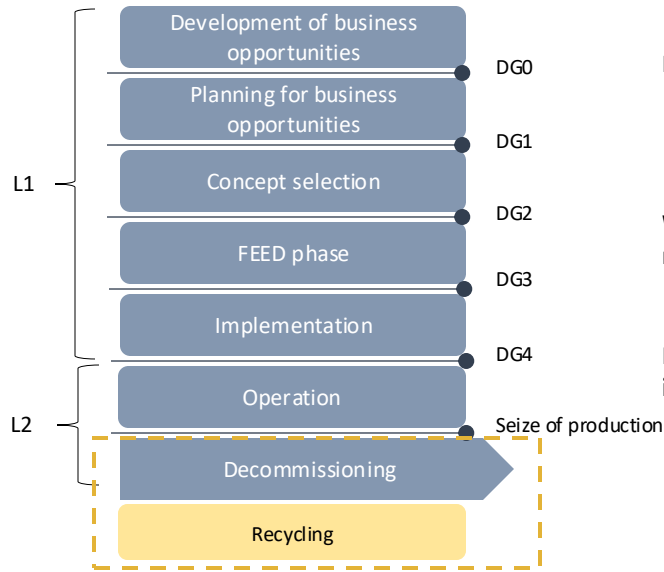 Development of business
opportunities
DG0
Planning for business
opportunities
DG1
L1
Concept selection
DG2
FEED phase
DG3
Implementation
DG4
Operation
L2
Seize of production
Decommissioning
Recycling